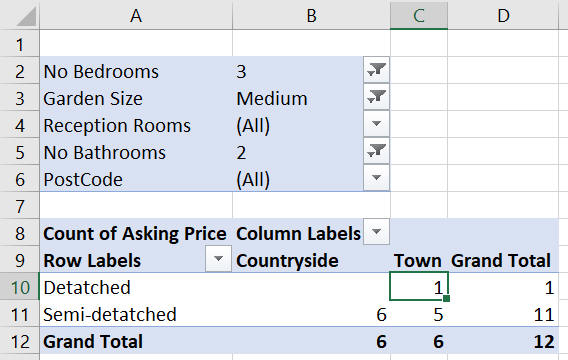 A B C D
1
2 No Bedrooms 3
3 Garden Size Medium
4 Reception Rooms (All)
5 No Bathrooms 2
6 PostCode (All)
7
8 Count of Asking Price Column Labels
9 Row Labels Countryside Town Grand Total
10 Detatched 1 1
11 Semi-detatched 6 5 11
12 Grand Total 6 6 12